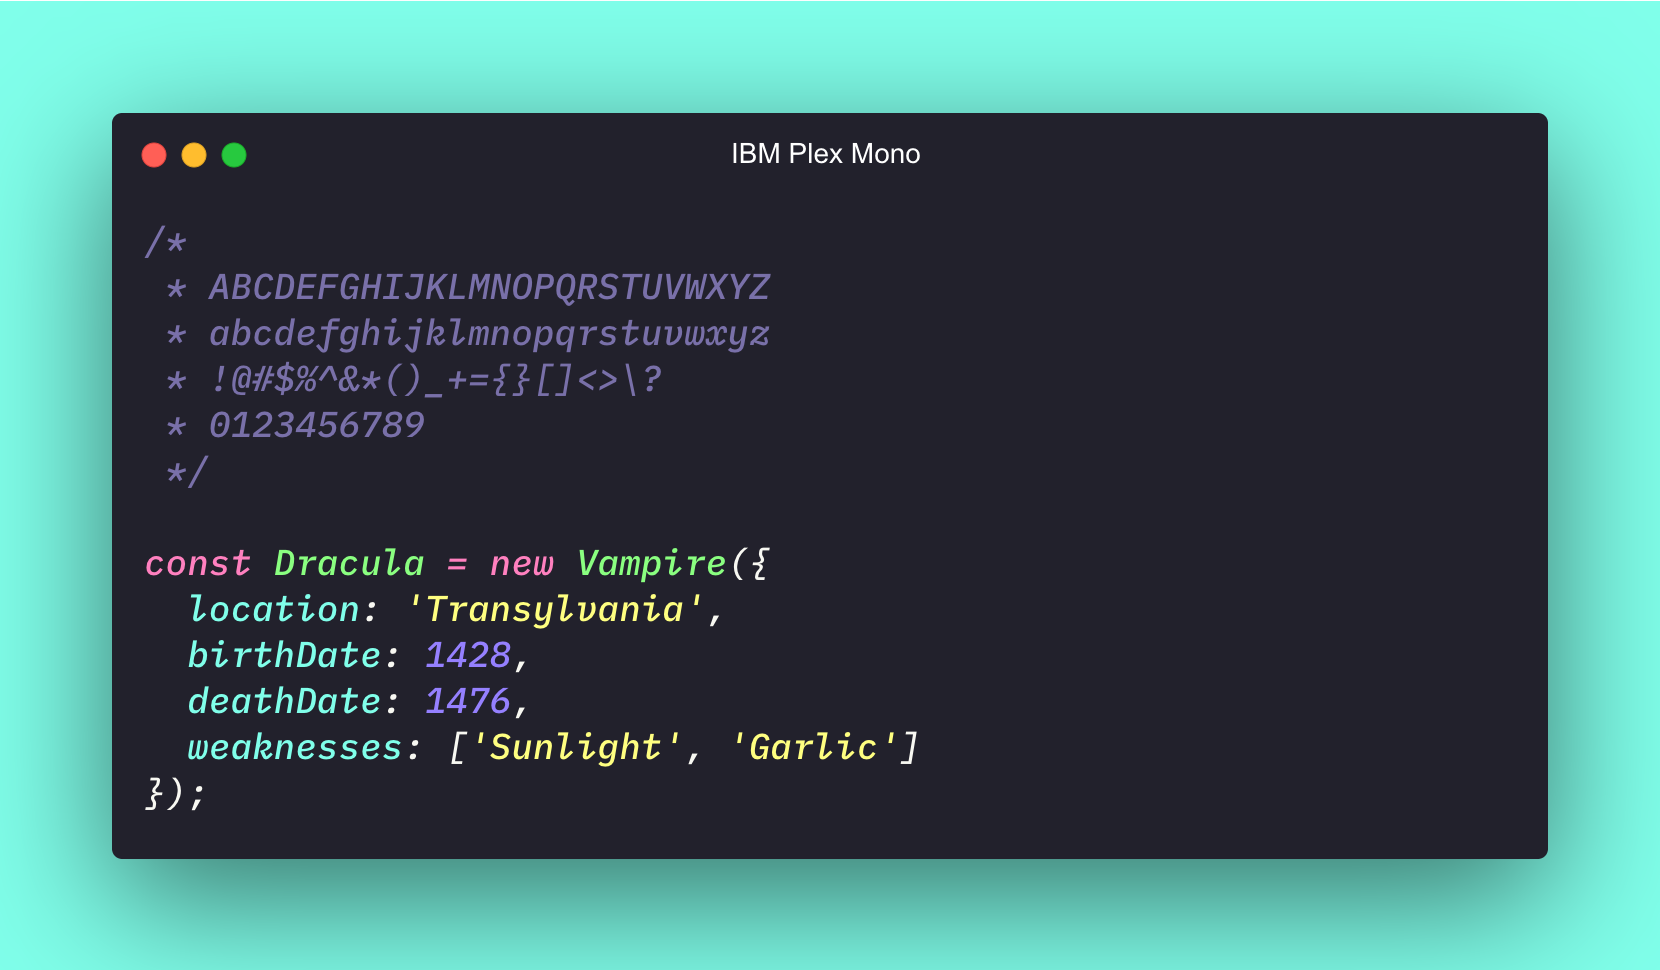 IBM Plex Mono
/*
 * ABCDEFGHIJKLMNOPQRSTUVWXYZ
 * abcdefghijklmnopqrstuvwxyz
 * !@#$%^&*()_+={}[]<>\?
 * 0123456789
 */
const Dracula = new Vampire({
  location: 'Transylvania',
  birthDate: 1428,
  deathDate: 1476,
  weaknesses: ['Sunlight', 'Garlic']
});